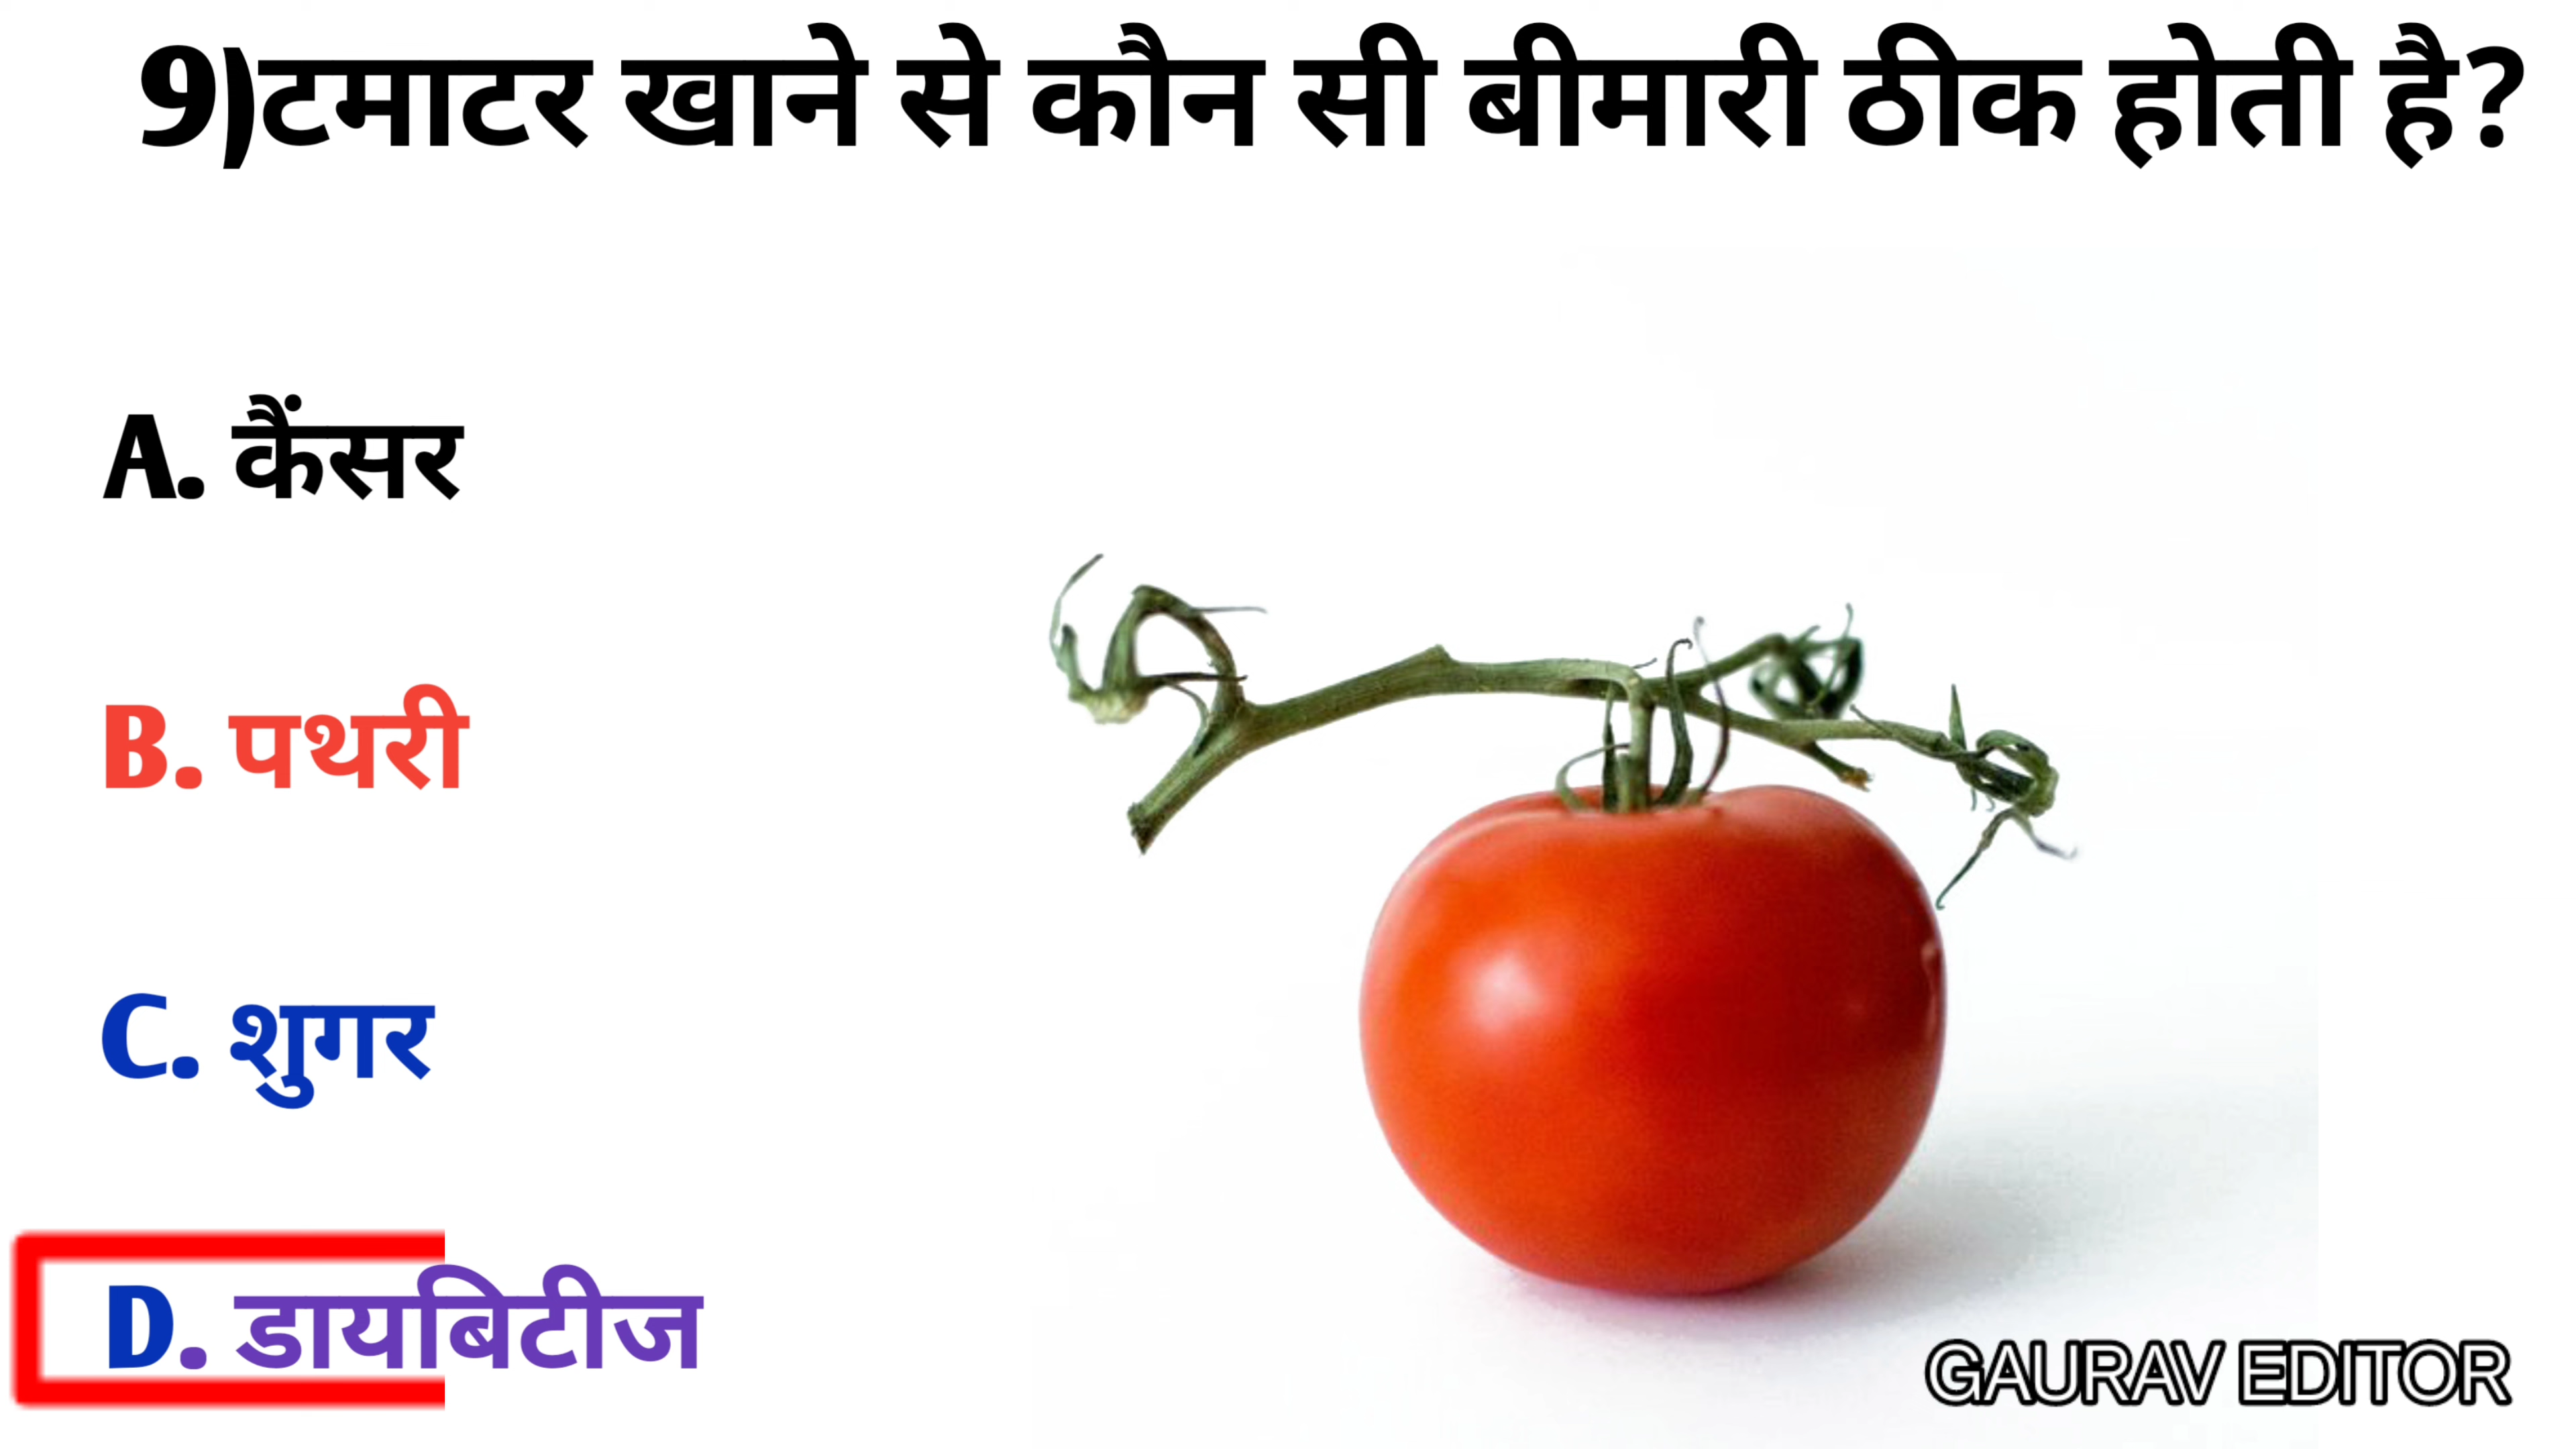 9)टमाटर खाने से कौन सी बीमारी ठीक होती है?
A. कैंसर
B. पथरी
C. शुगर
D. डायबिटीज
GAURAV EDITOR